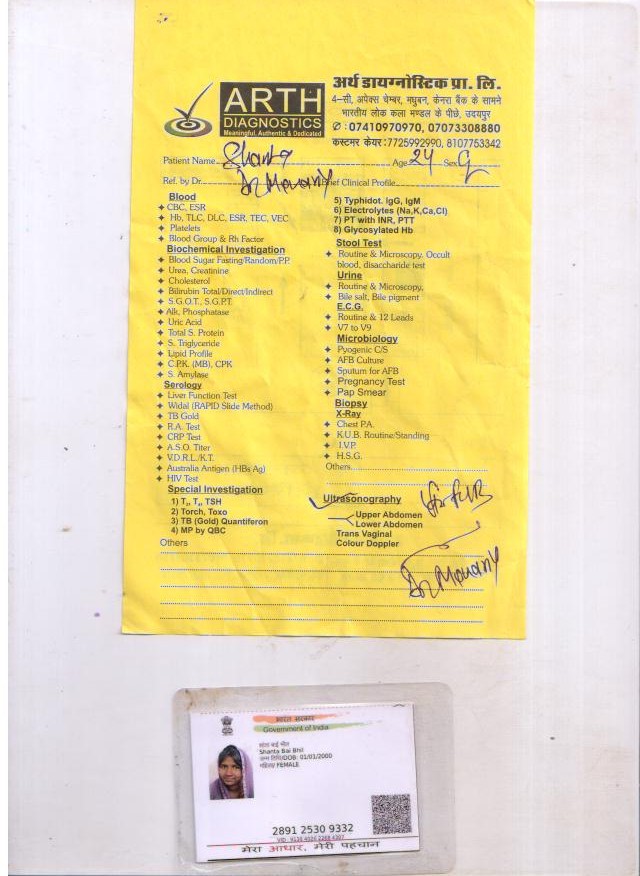 ARTH
DIAGNOSTICS
Meaningful, Authentic & Dedicated
अर्थ डायग्नोस्टिक प्रा. लि.
4-सी, अपेक्स चेम्बर, मधुबन, केनरा बैंक के सामने
भारतीय लोक कला मण्डल के पीछे, उदयपुर
✆ : 07410970970, 07073308880
कस्टमर केयर : 7725992990, 8107753342
Patient Name Shanta Age 24 Sex
Ref. by Dr. Dr Brief Clinical Profile
Blood
✦ CBC, ESR
✦ Hb, TLC, DLC, ESR, TEC, VEC
✦ Platelets
✦ Blood Group & Rh Factor
Biochemical Investigation
✦ Blood Sugar Fasting/Random/P.P.
✦ Urea, Creatinine
✦ Cholesterol
✦ Bilirubin Total/Direct/Indirect
✦ S.G.O.T., S.G.P.T.
✦ Alk, Phosphatase
✦ Uric Acid
✦ Total S. Protein
✦ S. Triglyceride
✦ Lipid Profile
✦ C.P.K. (MB), CPK
✦ S. Amylase
Serology
✦ Liver Function Test
✦ Widal (RAPID Slide Method)
✦ TB Gold
✦ R.A. Test
✦ CRP Test
✦ A.S.O. Titer
✦ V.D.R.L./K.T.
✦ Australia Antigen (HBs Ag)
✦ HIV Test
Special Investigation
1) T₃, T₄, TSH
2) Torch, Toxo
3) TB (Gold) Quantiferon
4) MP by QBC
Others
5) Typhidot. IgG, IgM
6) Electrolytes (Na,K,Ca,Cl)
7) PT with INR, PTT
8) Glycosylated Hb
Stool Test
✦ Routine & Microscopy. Occult
blood, disaccharide test
Urine
✦ Routine & Microscopy,
✦ Bile salt, Bile pigment
E.C.G.
✦ Routine & 12 Leads
✦ V7 to V9
Microbiology
✦ Pyogenic C/S
✦ AFB Culture
✦ Sputum for AFB
✦ Pregnancy Test
✦ Pap Smear
Biopsy
X-Ray
✦ Chest P.A.
✦ K.U.B. Routine/Standing
✦ I.V.P.
✦ H.S.G.
Others
Ultrasonography
Upper Abdomen
Lower Abdomen
Trans Vaginal
Colour Doppler
भारत सरकार
Government of India
शांता बाई भील
Shanta Bai Bhil
जन्म तिथि/DOB: 01/01/2000
महिला/ FEMALE
2891 2530 9332
मेरा आधार, मेरी पहचान